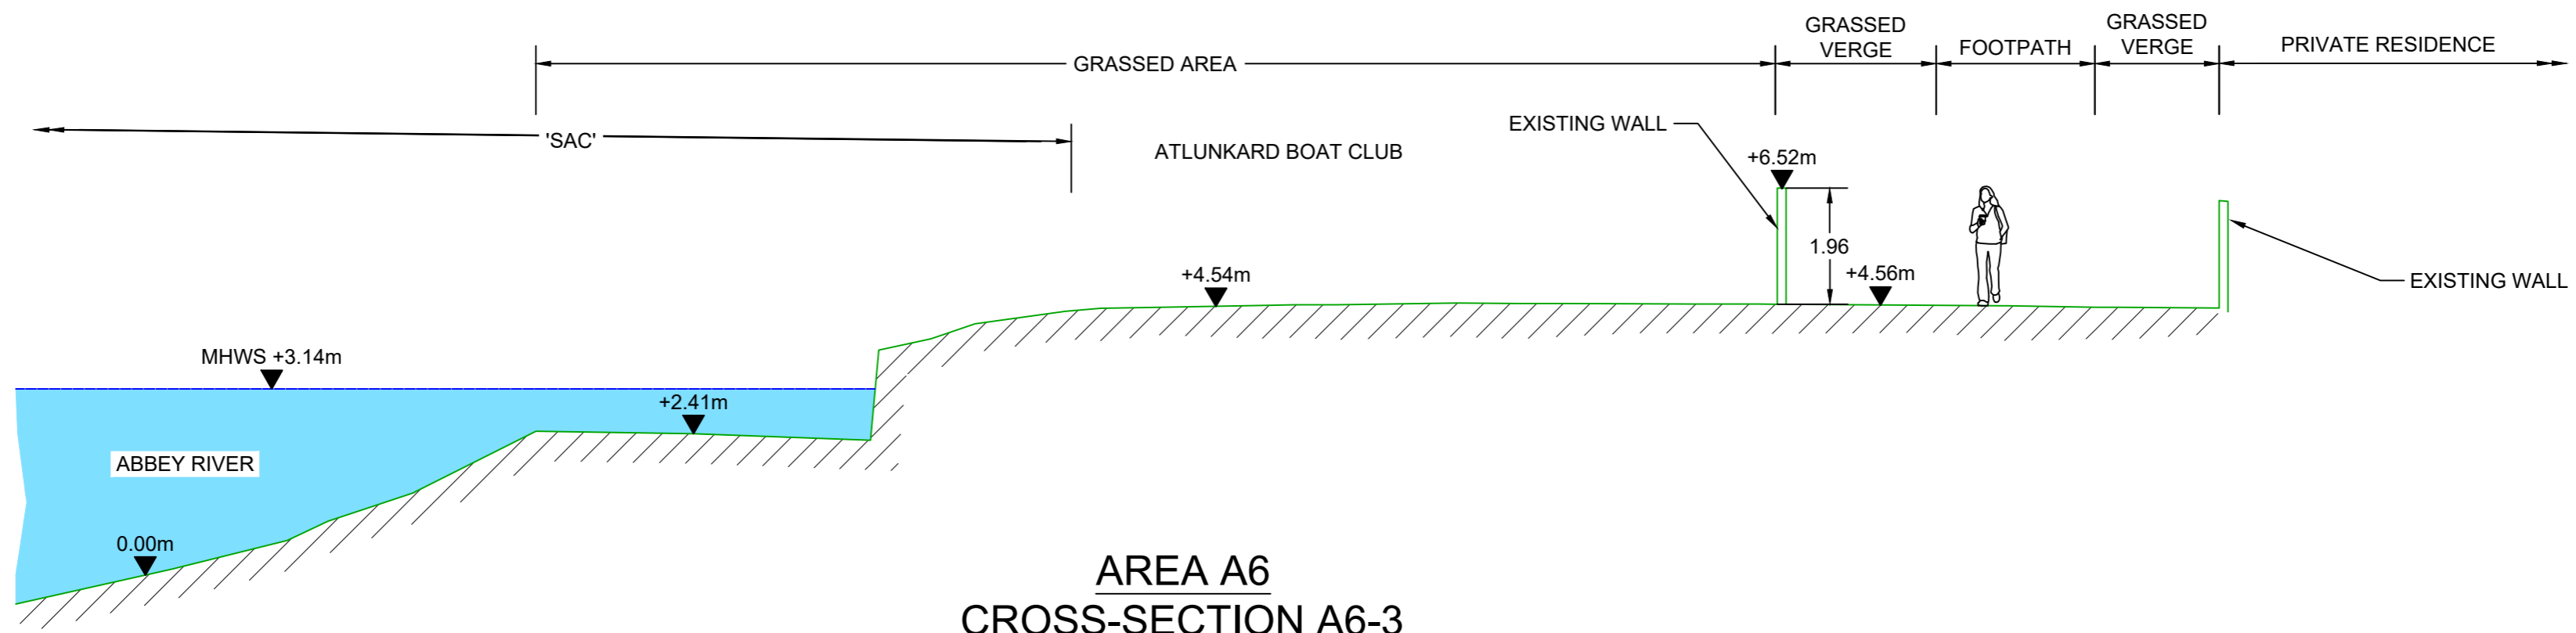 GRASSED
VERGE
FOOTPATH
GRASSED
VERGE
PRIVATE RESIDENCE
GRASSED AREA
'SAC'
ATLUNKARD BOAT CLUB
EXISTING WALL
+6.52m
1.96
+4.56m
+4.54m
EXISTING WALL
MHWS +3.14m
+2.41m
ABBEY RIVER
0.00m
AREA A6
CROSS-SECTION A6-3